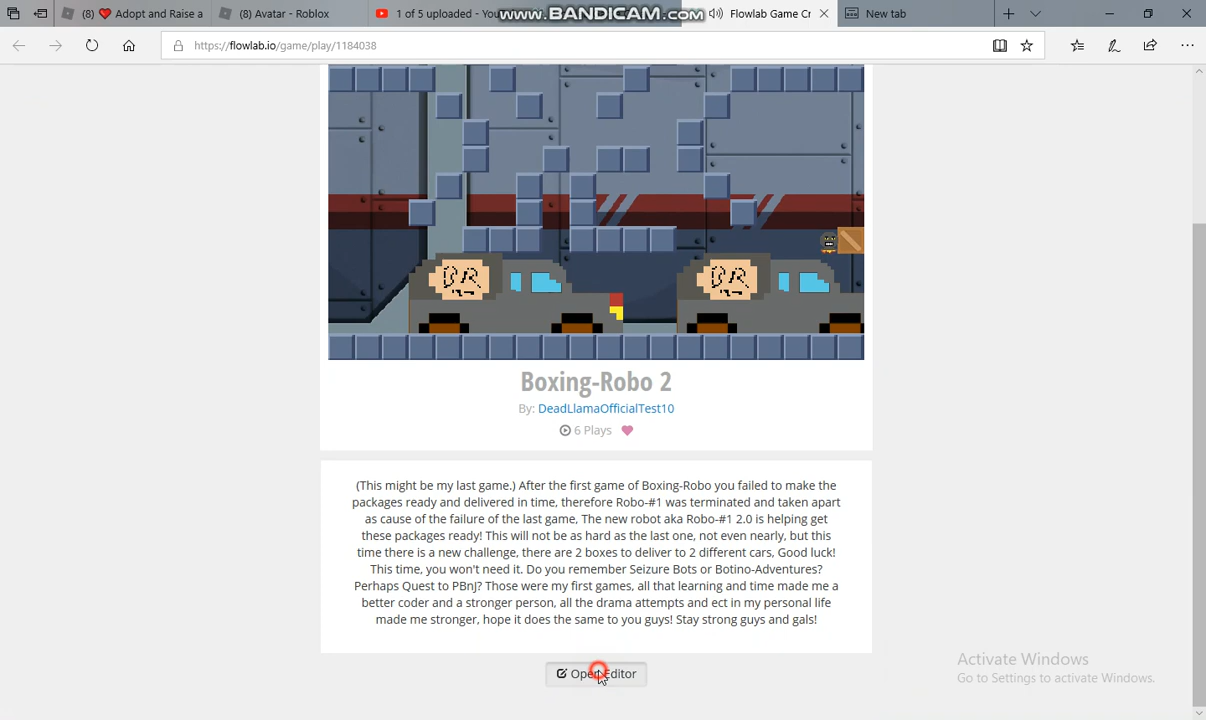 (8) ❤ Adopt and Raise a
(8) Avatar - Roblox
1 of 5 uploaded - You
www.BANDICAM.com
Flowlab Game Cr
New tab
https://flowlab.io/game/play/1184038
BR
BR
Boxing-Robo 2
By: DeadLlamaOfficialTest10
6 Plays
(This might be my last game.) After the first game of Boxing-Robo you failed to make the
packages ready and delivered in time, therefore Robo-#1 was terminated and taken apart
as cause of the failure of the last game, The new robot aka Robo-#1 2.0 is helping get
these packages ready! This will not be as hard as the last one, not even nearly, but this
time there is a new challenge, there are 2 boxes to deliver to 2 different cars, Good luck!
This time, you won't need it. Do you remember Seizure Bots or Botino-Adventures?
Perhaps Quest to PBnJ? Those were my first games, all that learning and time made me a
better coder and a stronger person, all the drama attempts and ect in my personal life
made me stronger, hope it does the same to you guys! Stay strong guys and gals!
Open Editor
Activate Windows
Go to Settings to activate Windows.